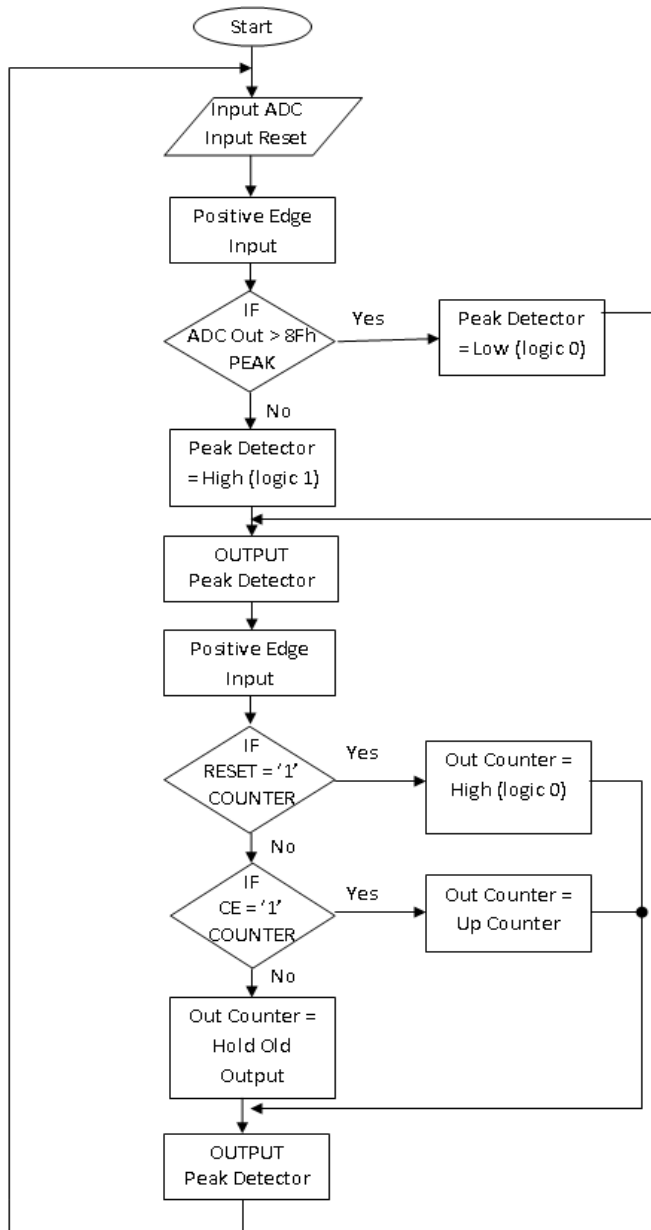 Start
Input ADC
Input Reset
Positive Edge
Input
IF
ADC Out > 8Fh
PEAK
Yes
Peak Detector
= Low (logic 0)
No
Peak Detector
= High (logic 1)
OUTPUT
Peak Detector
Positive Edge
Input
IF
RESET = ‘1’
COUNTER
Yes
Out Counter =
High (logic 0)
No
IF
CE = ‘1’
COUNTER
Yes
Out Counter =
Up Counter
No
Out Counter =
Hold Old
Output
OUTPUT
Peak Detector